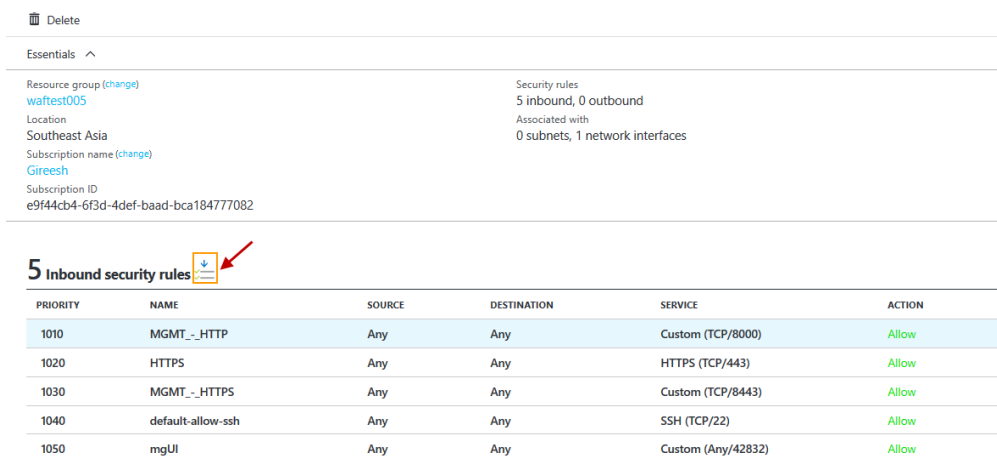 Delete
Essentials
Resource group (change)
waftest005
Location
Southeast Asia
Subscription name (change)
Gireesh
Subscription ID
e9f44cb4-6f3d-4def-baad-bca184777082
Security rules
5 inbound, 0 outbound
Associated with
0 subnets, 1 network interfaces
5 Inbound security rules
PRIORITY NAME SOURCE DESTINATION SERVICE ACTION
1010 MGMT_-_HTTP Any Any Custom (TCP/8000) Allow
1020 HTTPS Any Any HTTPS (TCP/443) Allow
1030 MGMT_-_HTTPS Any Any Custom (TCP/8443) Allow
1040 default-allow-ssh Any Any SSH (TCP/22) Allow
1050 mgUI Any Any Custom (Any/42832) Allow